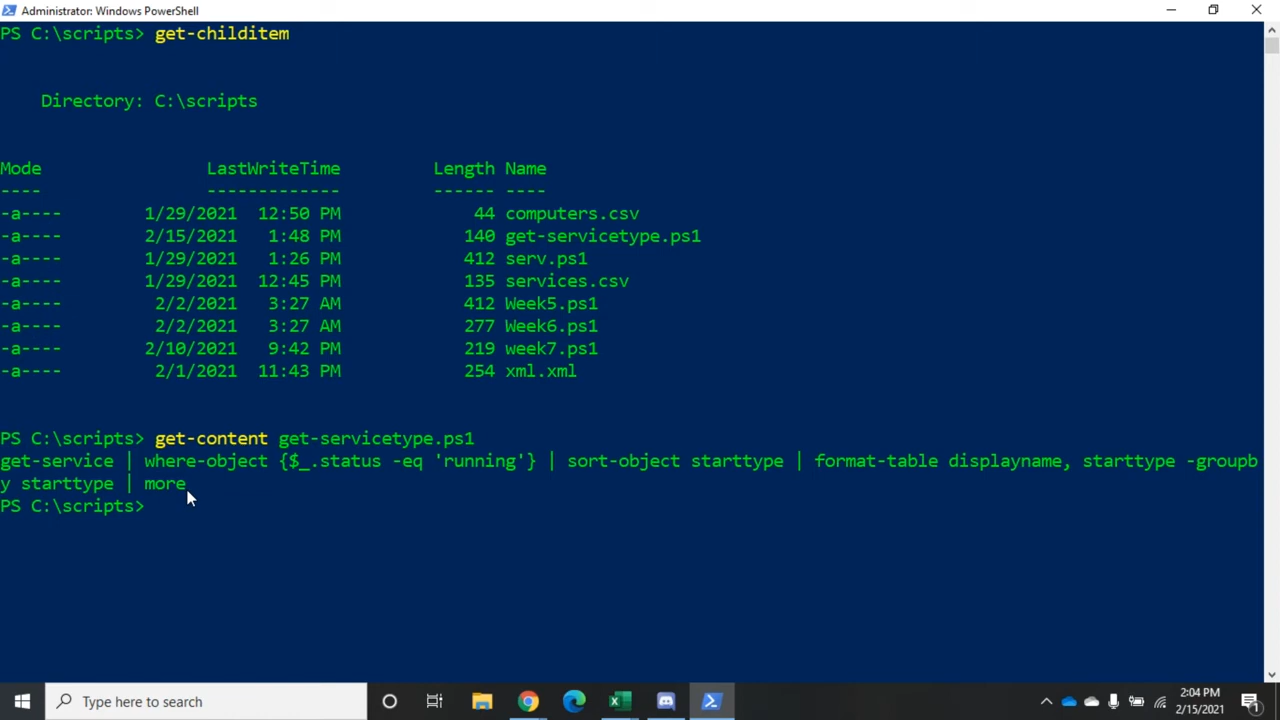 Administrator: Windows PowerShell
PS C:\scripts> get-childitem
Directory: C:\scripts
Mode LastWriteTime Length Name
---- ------------- ------ ----
-a---- 1/29/2021 12:50 PM 44 computers.csv
-a---- 2/15/2021 1:48 PM 140 get-servicetype.ps1
-a---- 1/29/2021 1:26 PM 412 serv.ps1
-a---- 1/29/2021 12:45 PM 135 services.csv
-a---- 2/2/2021 3:27 AM 412 Week5.ps1
-a---- 2/2/2021 3:27 AM 277 Week6.ps1
-a---- 2/10/2021 9:42 PM 219 week7.ps1
-a---- 2/1/2021 11:43 PM 254 xml.xml
PS C:\scripts> get-content get-servicetype.ps1
get-service | where-object {$_.status -eq 'running'} | sort-object starttype | format-table displayname, starttype -groupb
y starttype | more
PS C:\scripts>
Type here to search
2:04 PM
2/15/2021
1